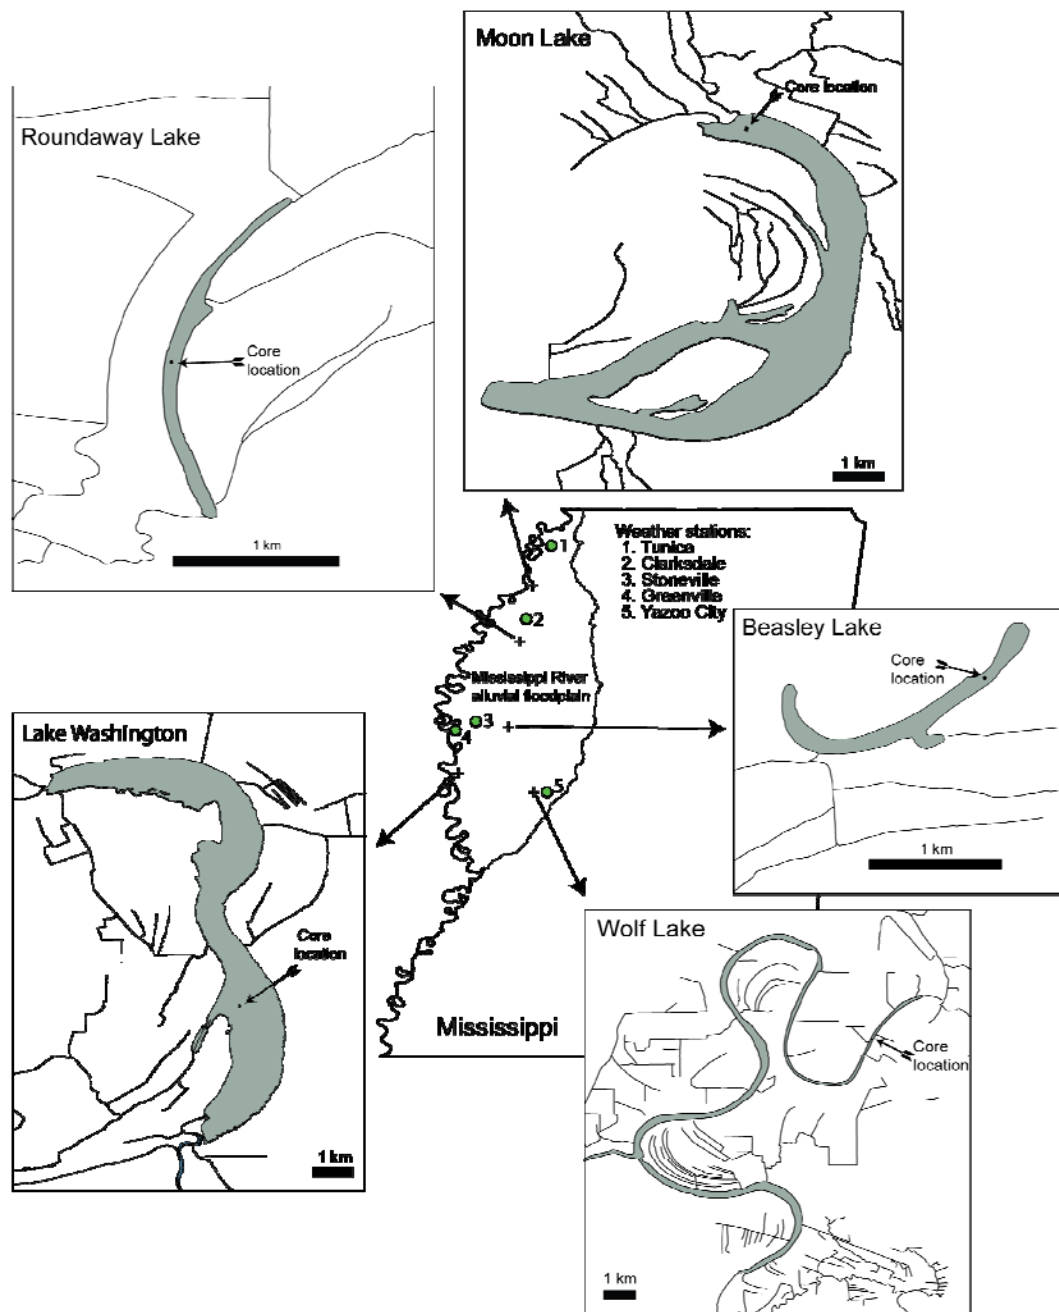 Moon Lake
Core location
1 km
Roundaway Lake
Core
location
1 km
Weather stations:
1. Tunica
2. Clarksdale
3. Stoneville
4. Greenville
5. Yazoo City
1
2
Mississippi River
alluvial floodplain
3
4
5
Mississippi
Beasley Lake
Core
location
1 km
Lake Washington
Core
location
1 km
Wolf Lake
Core
location
1 km